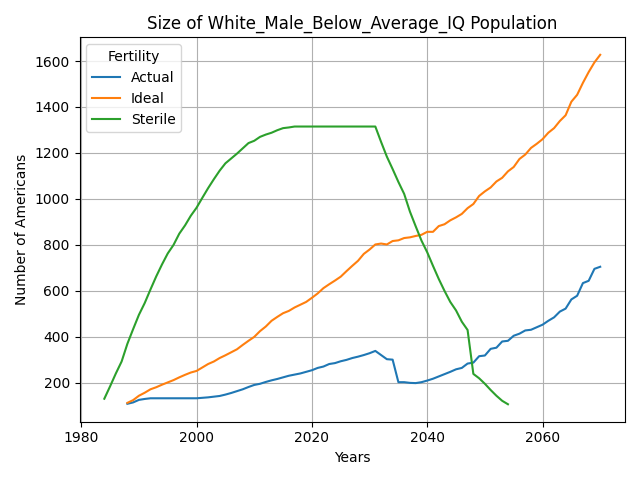 Size of White_Male_Below_Average_IQ Population
Fertility
Actual
Ideal
Sterile
Number of Americans
1600
1400
1200
1000
800
600
400
200
1980
2000
2020
2040
2060
Years